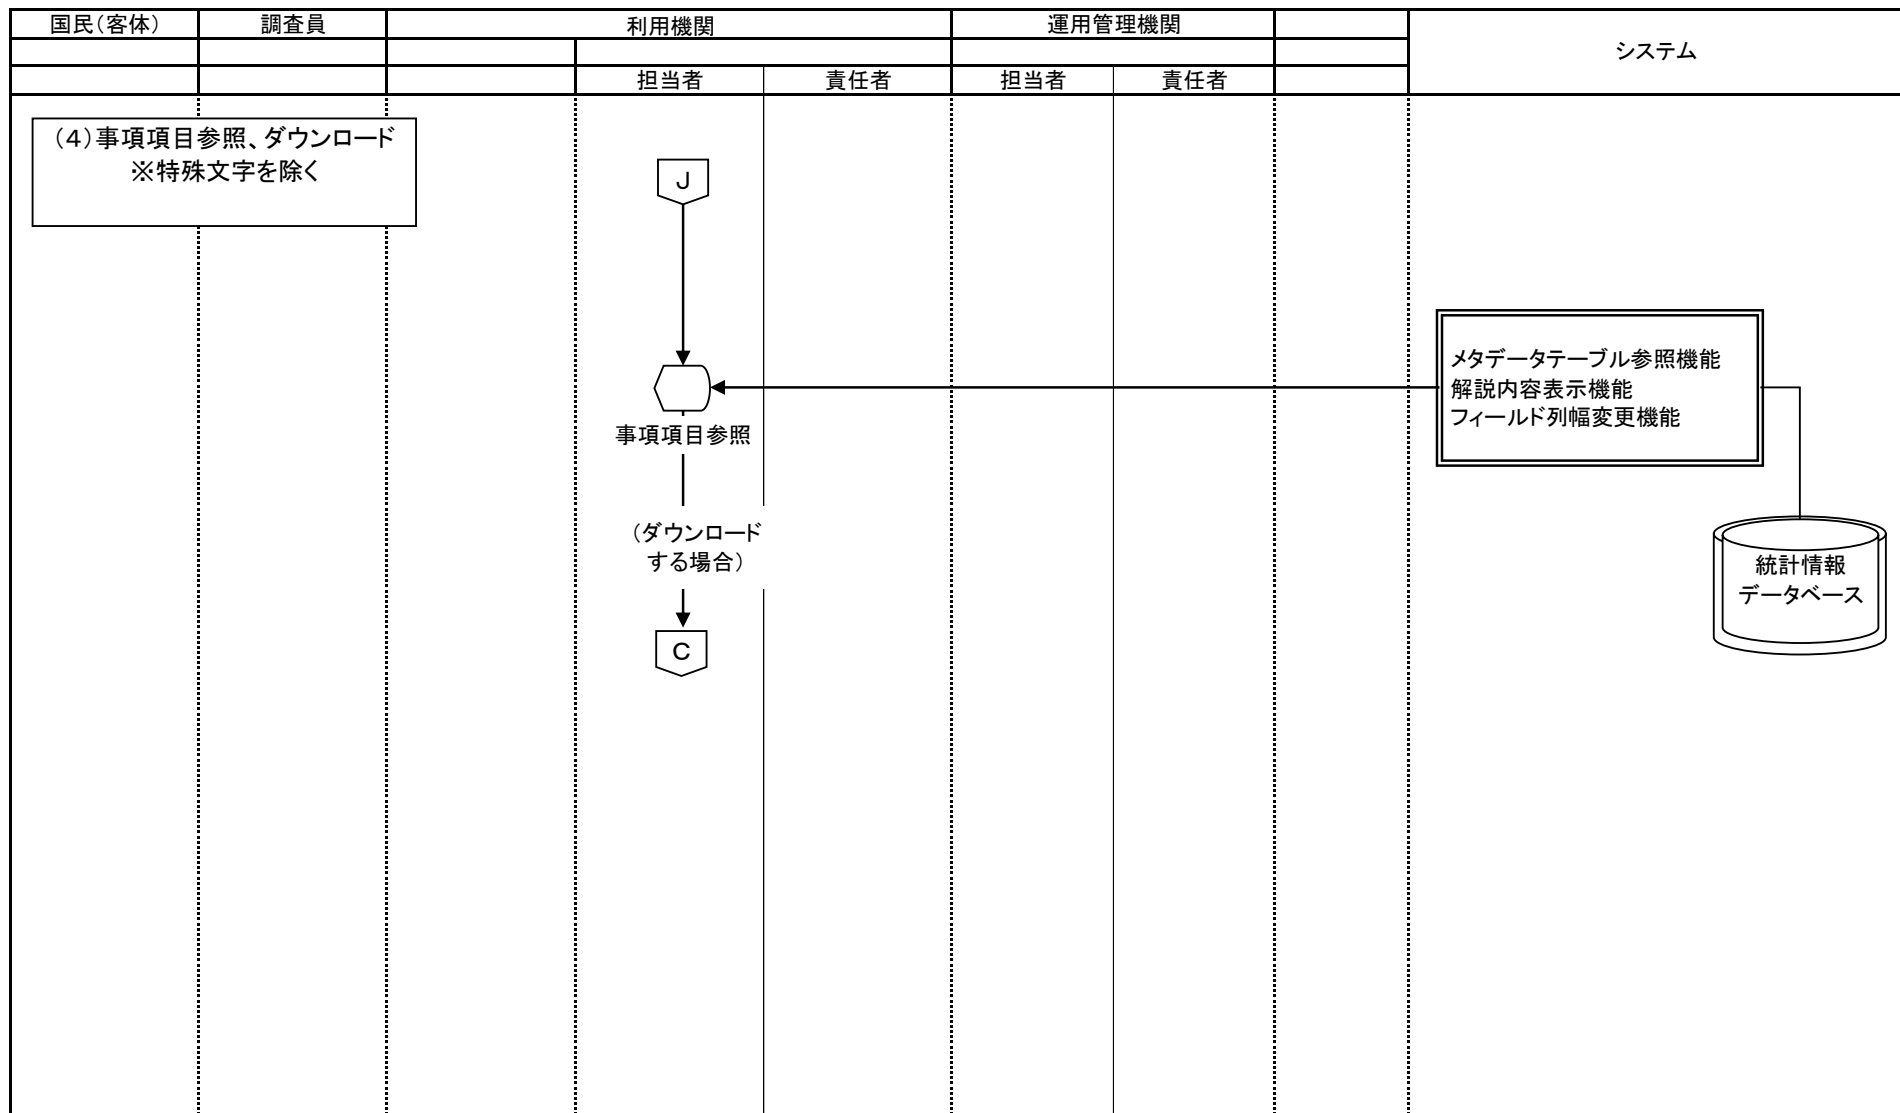 国民（客体）
調査員
利用機関
運用管理機関
システム
担当者
責任者
担当者
責任者
（４）事項項目参照、ダウンロード
※特殊文字を除く
J
メタデータテーブル参照機能
解説内容表示機能
フィールド列幅変更機能
事項項目参照
（ダウンロード
する場合）
統計情報
データベース
C